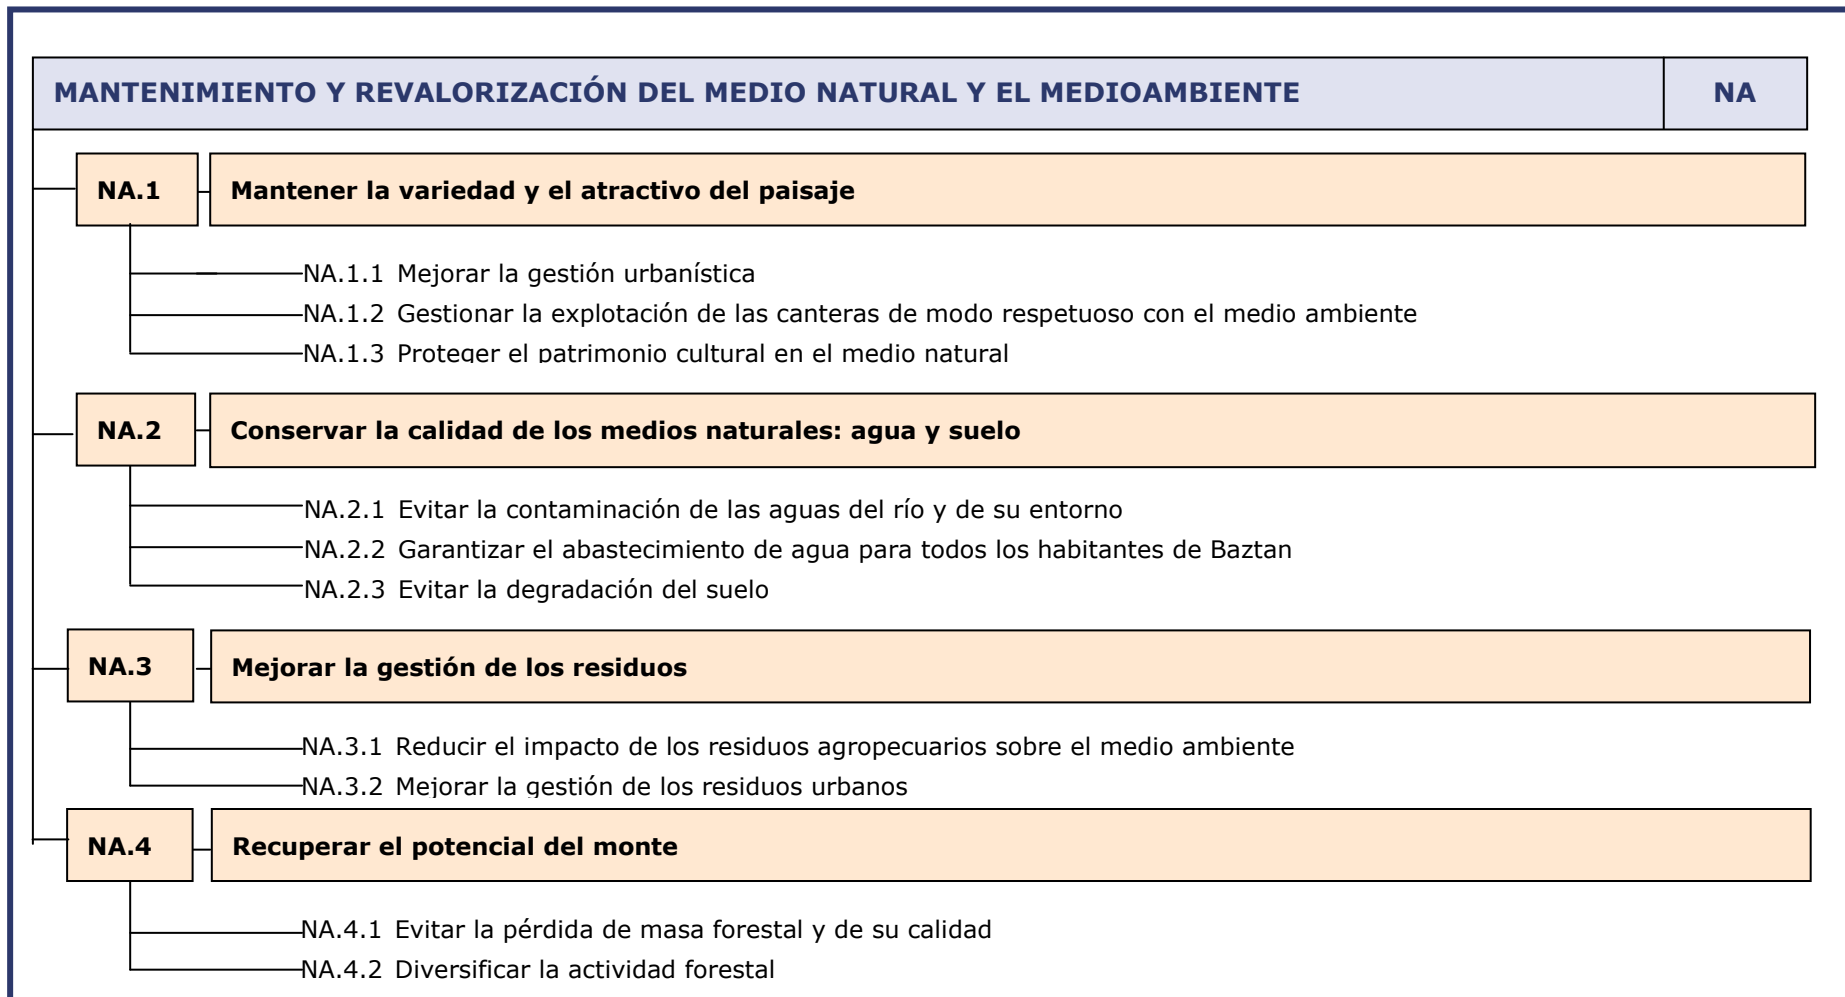 MANTENIMIENTO Y REVALORIZACIÓN DEL MEDIO NATURAL Y EL MEDIOAMBIENTE NA
NA.1 Mantener la variedad y el atractivo del paisaje
NA.1.1 Mejorar la gestión urbanística
NA.1.2 Gestionar la explotación de las canteras de modo respetuoso con el medio ambiente
NA.1.3 Proteger el patrimonio cultural en el medio natural
NA.2 Conservar la calidad de los medios naturales: agua y suelo
NA.2.1 Evitar la contaminación de las aguas del río y de su entorno
NA.2.2 Garantizar el abastecimiento de agua para todos los habitantes de Baztan
NA.2.3 Evitar la degradación del suelo
NA.3 Mejorar la gestión de los residuos
NA.3.1 Reducir el impacto de los residuos agropecuarios sobre el medio ambiente
NA.3.2 Mejorar la gestión de los residuos urbanos
NA.4 Recuperar el potencial del monte
NA.4.1 Evitar la pérdida de masa forestal y de su calidad
NA.4.2 Diversificar la actividad forestal